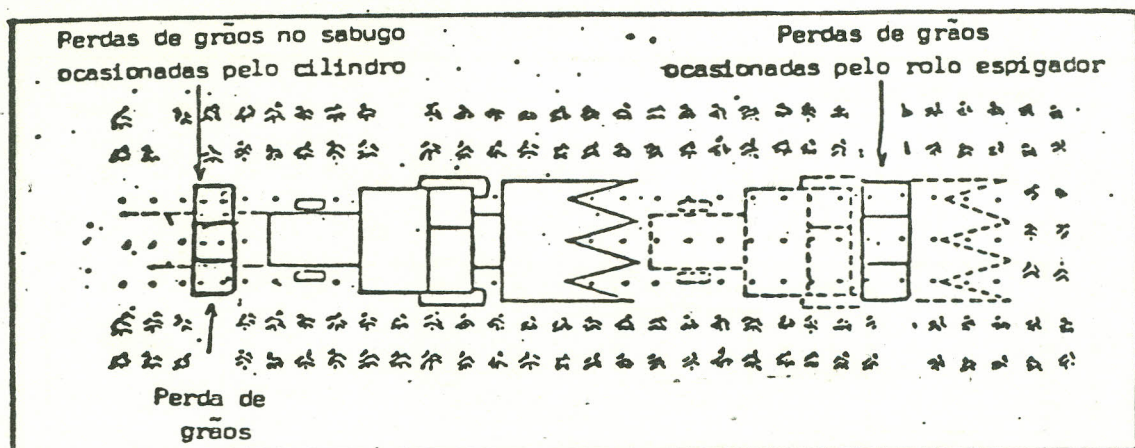 Perdas de grãos no sabugo
ocasionadas pelo cilindro
Perdas de grãos
ocasionadas pelo rolo espigador
Perda de
grãos